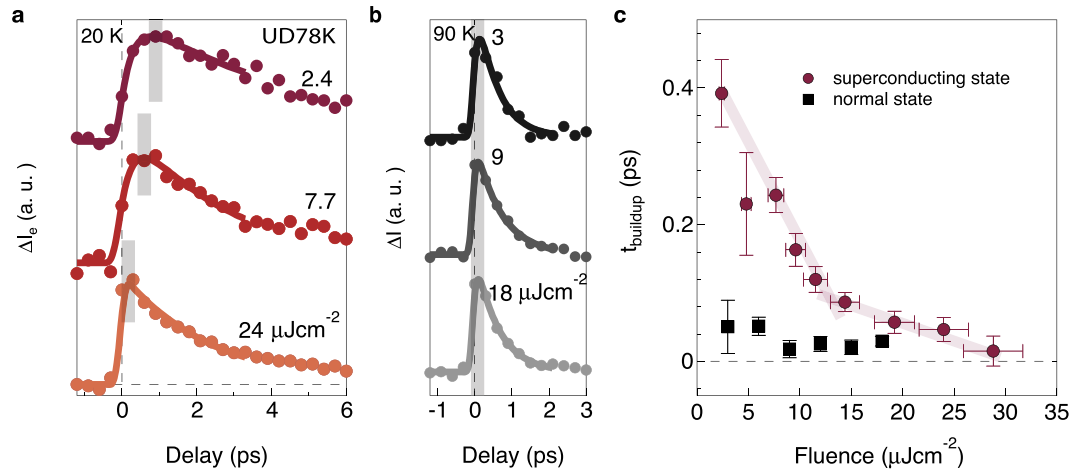 a
20 K
UD78K
2.4
7.7
24 μJcm-2
ΔIe (a. u.)
0
2
4
6
Delay (ps)
b
90 K
3
9
18 μJcm-2
ΔI (a. u.)
-1
0
1
2
3
Delay (ps)
c
superconducting state
normal state
tbuildup (ps)
0.4
0.2
0
0
5
10
15
20
25
30
35
Fluence (μJcm-2)